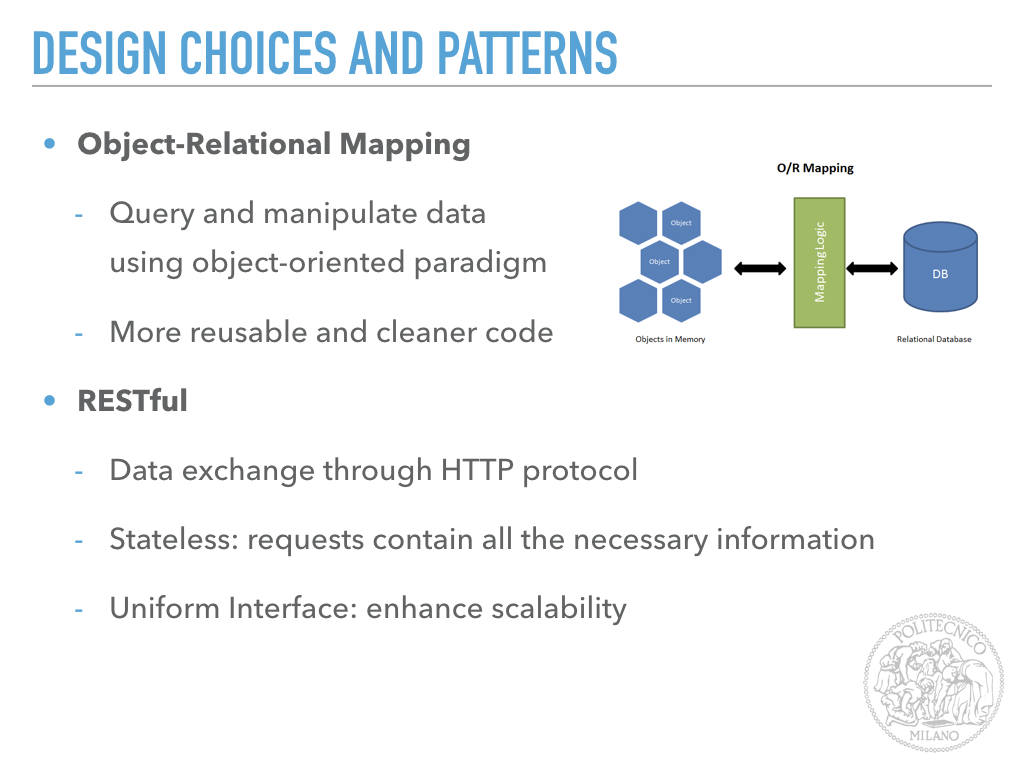 DESIGN CHOICES AND PATTERNS
• Object-Relational Mapping
- Query and manipulate data
using object-oriented paradigm
- More reusable and cleaner code
O/R Mapping
Object
Object
Object
Mapping Logic
DB
Objects in Memory
Relational Database
• RESTful
- Data exchange through HTTP protocol
- Stateless: requests contain all the necessary information
- Uniform Interface: enhance scalability
POLITECNICO
MILANO